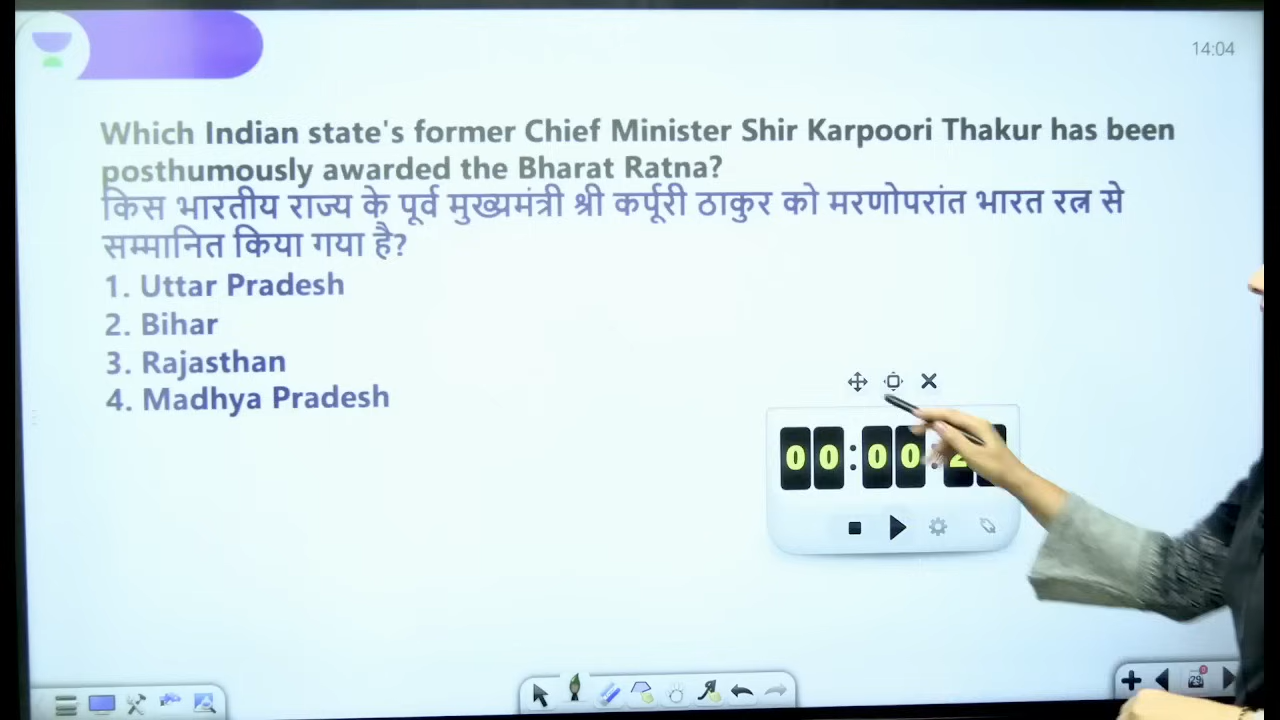 14:04
Which Indian state's former Chief Minister Shir Karpoori Thakur has been
posthumously awarded the Bharat Ratna?
किस भारतीय राज्य के पूर्व मुख्यमंत्री श्री कर्पूरी ठाकुर को मरणोपरांत भारत रत्न से
सम्मानित किया गया है?
1. Uttar Pradesh
2. Bihar
3. Rajasthan
4. Madhya Pradesh
00:00:2
29